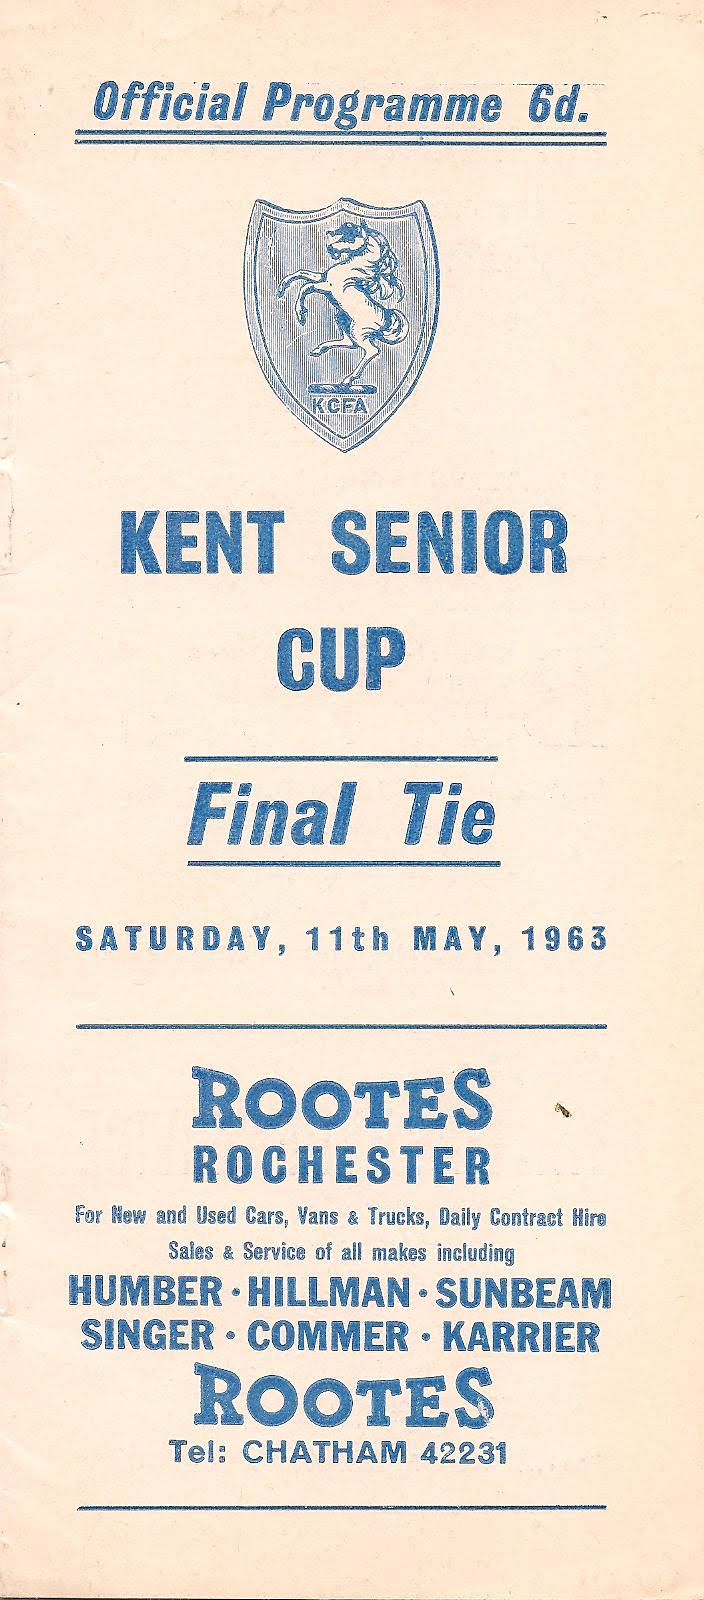 Official Programme 6d.
KCFA
KENT SENIOR
CUP
Final Tie
SATURDAY, 11th MAY, 1963
ROOTES
ROCHESTER
For New and Used Cars, Vans & Trucks, Daily Contract Hire
Sales & Service of all makes including
HUMBER · HILLMAN · SUNBEAM
SINGER · COMMER · KARRIER
ROOTES
Tel: CHATHAM 42231